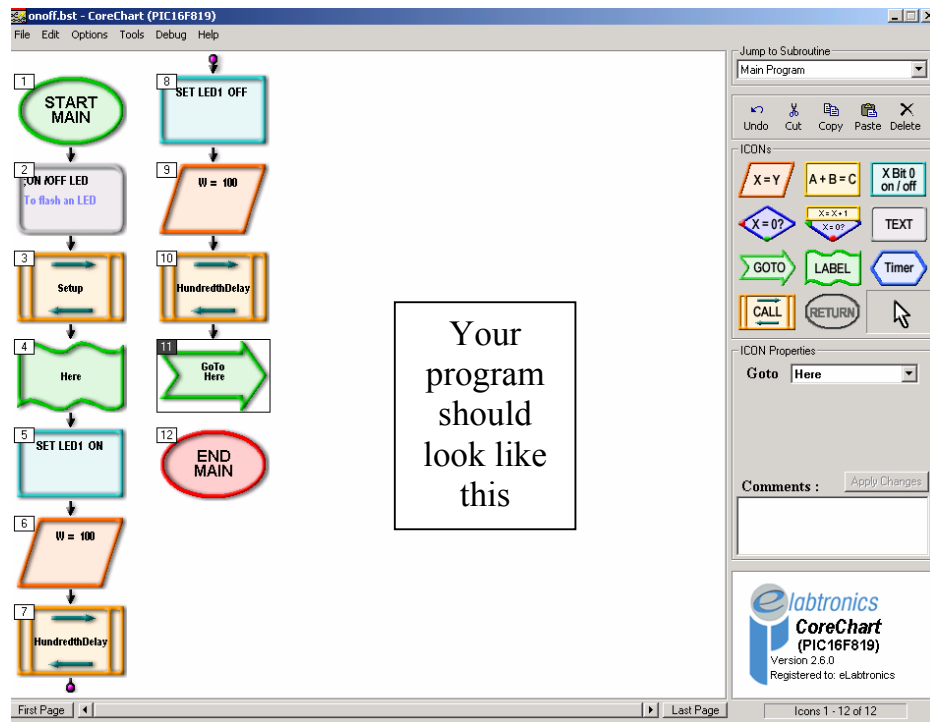 onoff.bst - CoreChart (PIC16F819)
File Edit Options Tools Debug Help
1
START
MAIN
2
;ON /OFF LED
To flash an LED
3
Setup
4
Here
5
SET LED1 ON
6
W = 100
7
HundredthDelay
8
SET LED1 OFF
9
W = 100
10
HundredthDelay
11
GoTo
Here
12
END
MAIN
Your
program
should
look like
this
Jump to Subroutine
Main Program
Undo Cut Copy Paste Delete
ICONs
X = Y
A + B = C
X Bit 0
on / off
X = 0?
X = X + 1
X = 0?
TEXT
GOTO
LABEL
Timer
CALL
RETURN
ICON Properties
Goto Here
Comments :
Apply Changes
elabtronics
CoreChart
(PIC16F819)
Version 2.6.0
Registered to: eLabtronics
First Page
Last Page
Icons 1 - 12 of 12